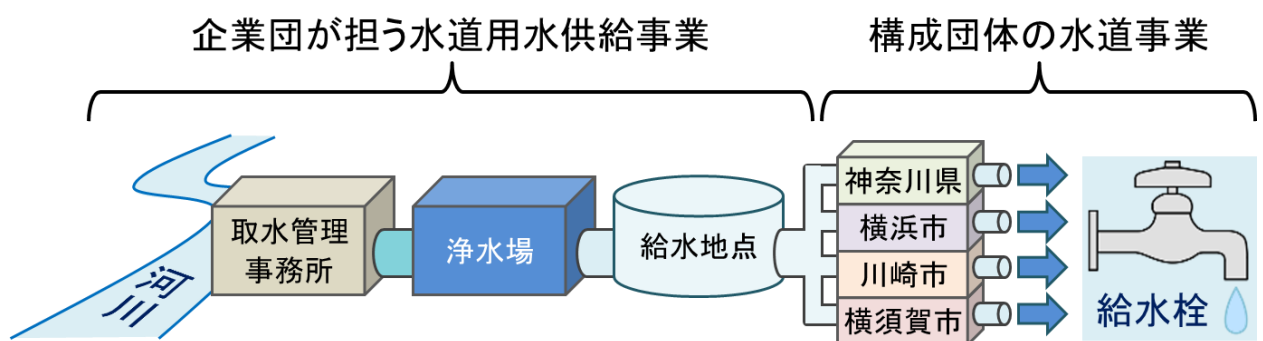 企業団が担う水道用水供給事業
構成団体の水道事業
河川
取水管理
事務所
浄水場
給水地点
神奈川県
横浜市
川崎市
横須賀市
給水栓